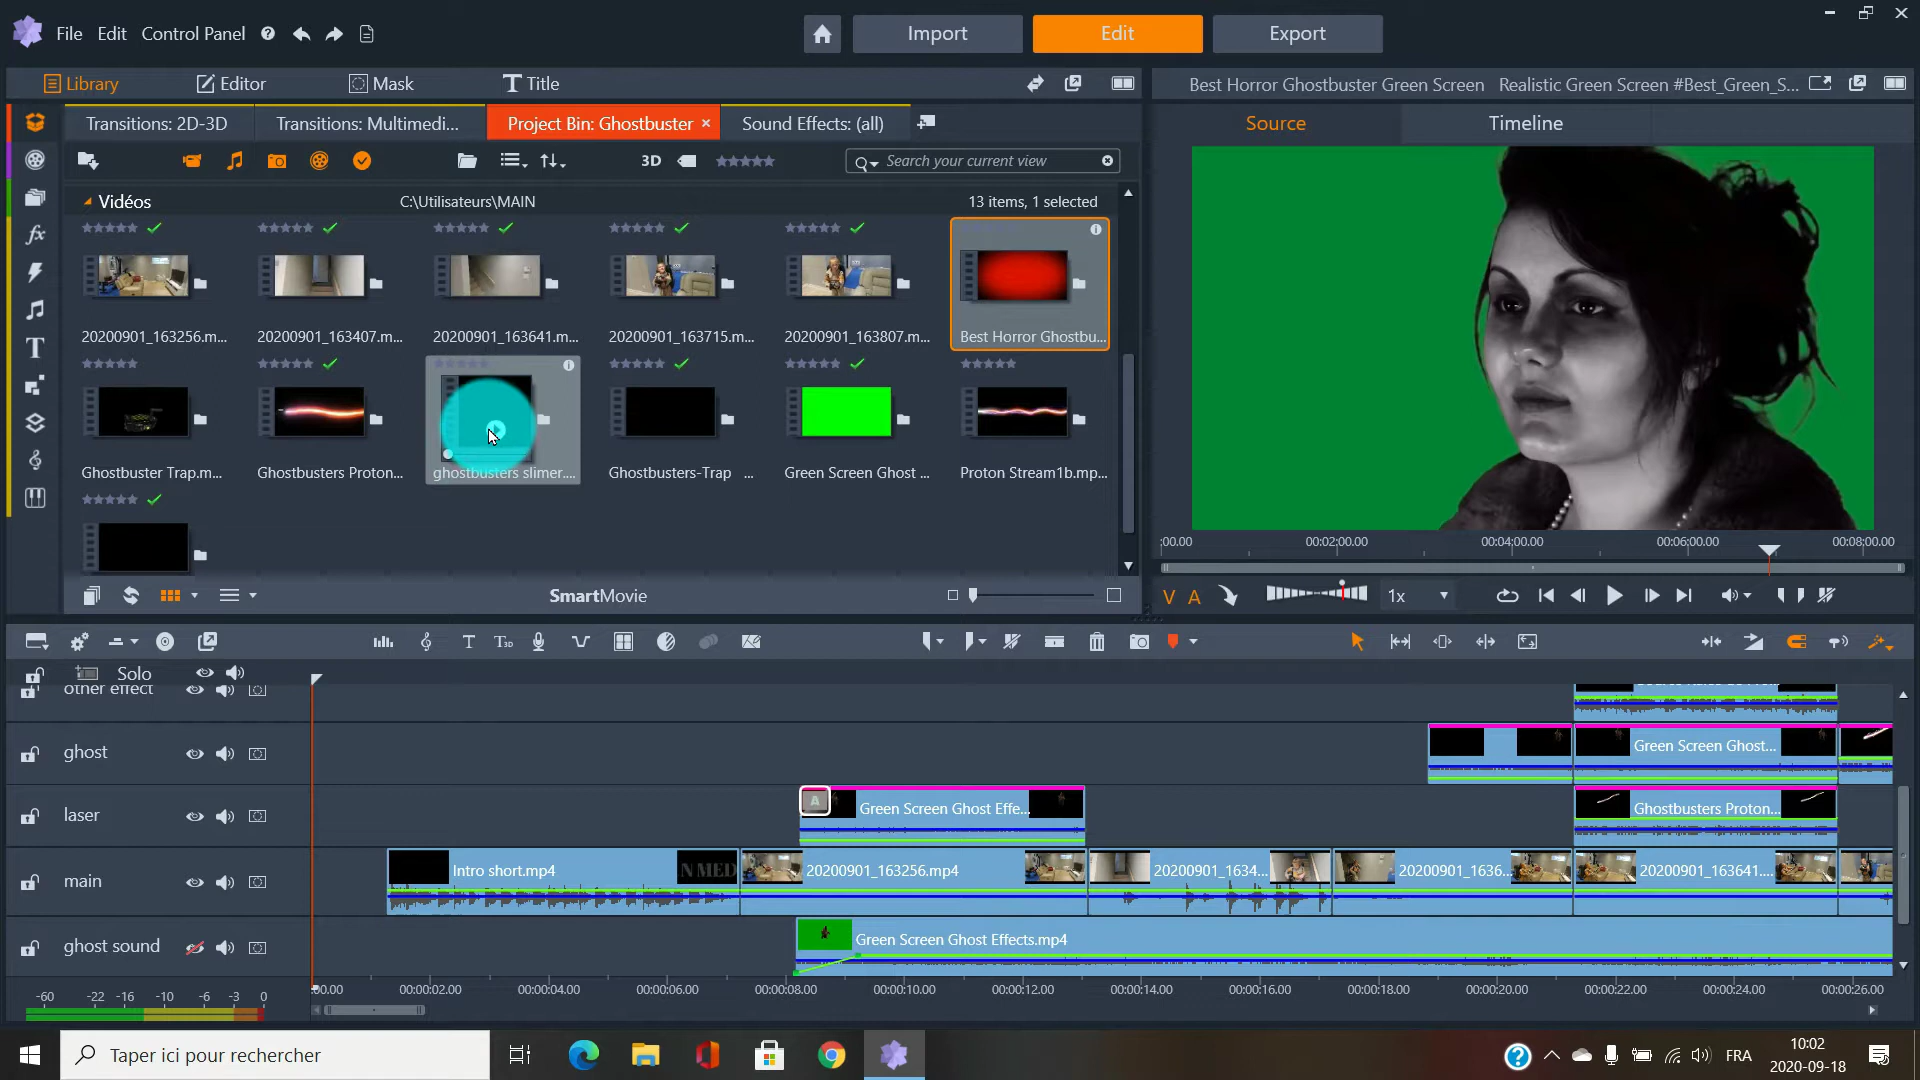 File Edit Control Panel ?
Import Edit Export
Library Editor Mask Title
Best Horror Ghostbuster Green Screen Realistic Green Screen #Best_Green_S...
Transitions: 2D-3D Transitions: Multimedi... Project Bin: Ghostbuster × Sound Effects: (all)
Source Timeline
3D Search your current view
Vidéos C:\Utilisateurs\MAIN 13 items, 1 selected
20200901_163256.m... 20200901_163407.m... 20200901_163641.m... 20200901_163715.m... 20200901_163807.m... Best Horror Ghostbu...
Ghostbuster Trap.m... Ghostbusters Proton... ghostbusters slimer.... Ghostbusters-Trap ... Green Screen Ghost ... Proton Stream1b.mp...
;00.00 00:02:00.00 00:04:00.00 00:06:00.00 00:08:00.00
SmartMovie
V A 1x
T T3D
Solo
other effect
ghost Green Screen Ghost...
laser A Green Screen Ghost Effe... Ghostbusters Proton...
main Intro short.mp4 N MED 20200901_163256.mp4 20200901_1634... 20200901_1636... 20200901_163641....
ghost sound Green Screen Ghost Effects.mp4
:00.00 00:00:02.00 00:00:04.00 00:00:06.00 00:00:08.00 00:00:10.00 00:00:12.00 00:00:14.00 00:00:16.00 00:00:18.00 00:00:20.00 00:00:22.00 00:00:24.00 00:00:26.00
-60 -22 -16 -10 -6 -3 0
Taper ici pour rechercher
FRA
10:02
2020-09-18